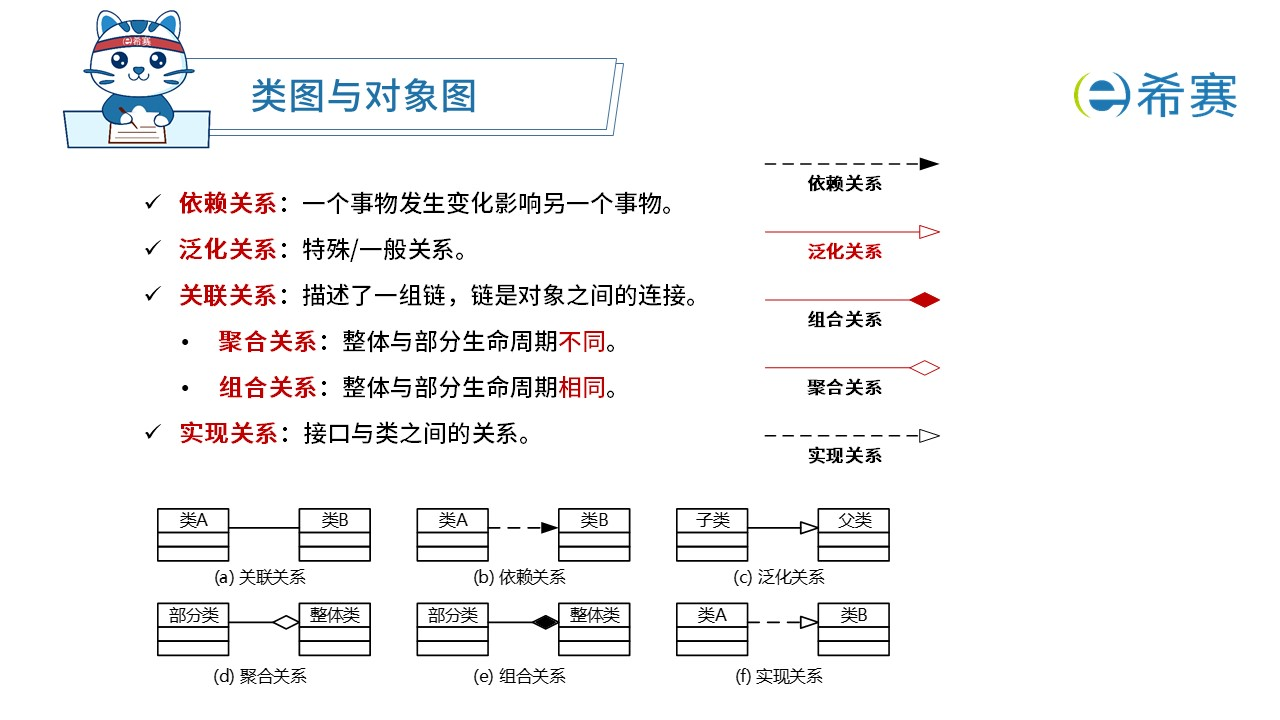 希赛
类图与对象图
希赛
依赖关系：一个事物发生变化影响另一个事物。
泛化关系：特殊/一般关系。
关联关系：描述了一组链，链是对象之间的连接。
聚合关系：整体与部分生命周期不同。
组合关系：整体与部分生命周期相同。
实现关系：接口与类之间的关系。
依赖关系
泛化关系
组合关系
聚合关系
实现关系
类A 类B
(a) 关联关系
类A 类B
(b) 依赖关系
子类 父类
(c) 泛化关系
部分类 整体类
(d) 聚合关系
部分类 整体类
(e) 组合关系
类A 类B
(f) 实现关系